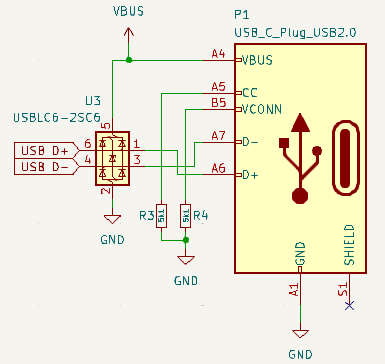 VBUS
P1
USB_C_Plug_USB2.0
A4
VBUS
A5
CC
B5
VCONN
U3
USBLC6-2SC6
5
USB D+
6
1
A7
D-
USB D-
4
3
A6
D+
2
R3
5k1
5k1
R4
GND
GND
GND
SHIELD
A1
S1
GND